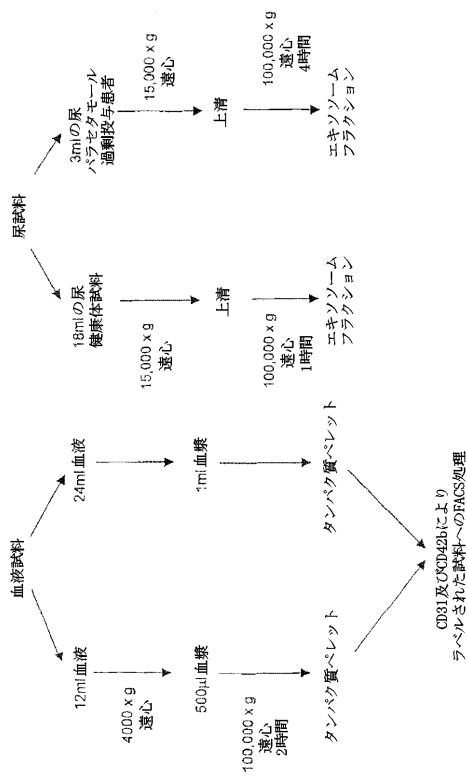 血液試料
12ml血液
4000 x g
遠心
500μl血漿
100,000 x g
遠心
2時間
タンパク質ペレット
24ml血液
1ml血漿
タンパク質ペレット
CD31及びCD42bにより
ラベルされた試料へのFACS処理
尿試料
18mlの尿
健康体試料
15,000 x g
遠心
上清
100,000 x g
遠心
1時間
エキソソーム
フラクション
3mlの尿
パラセタモール
過剰投与患者
15,000 x g
遠心
上清
100,000 x g
遠心
4時間
エキソソーム
フラクション